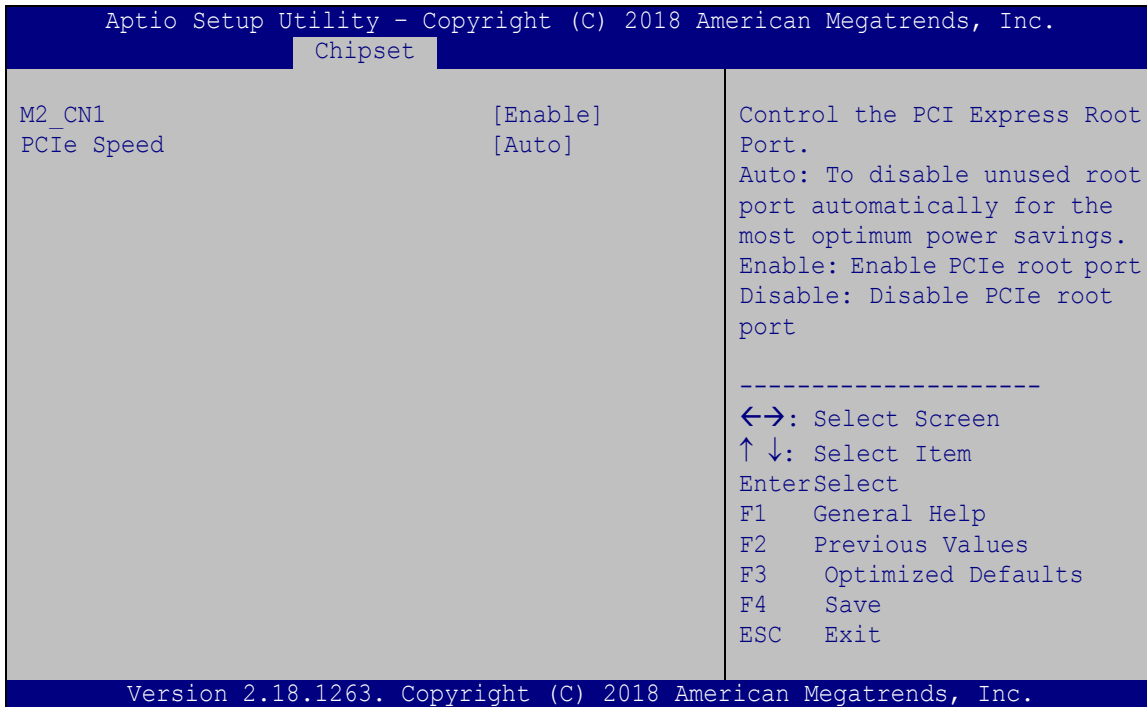 Aptio Setup Utility – Copyright (C) 2018 American Megatrends, Inc.
Chipset
M2_CN1 [Enable]
PCIe Speed [Auto]
Control the PCI Express Root
Port.
Auto: To disable unused root
port automatically for the
most optimum power savings.
Enable: Enable PCIe root port
Disable: Disable PCIe root
port
---------------------
←→: Select Screen
↑ ↓: Select Item
EnterSelect
F1 General Help
F2 Previous Values
F3 Optimized Defaults
F4 Save
ESC Exit
Version 2.18.1263. Copyright (C) 2018 American Megatrends, Inc.